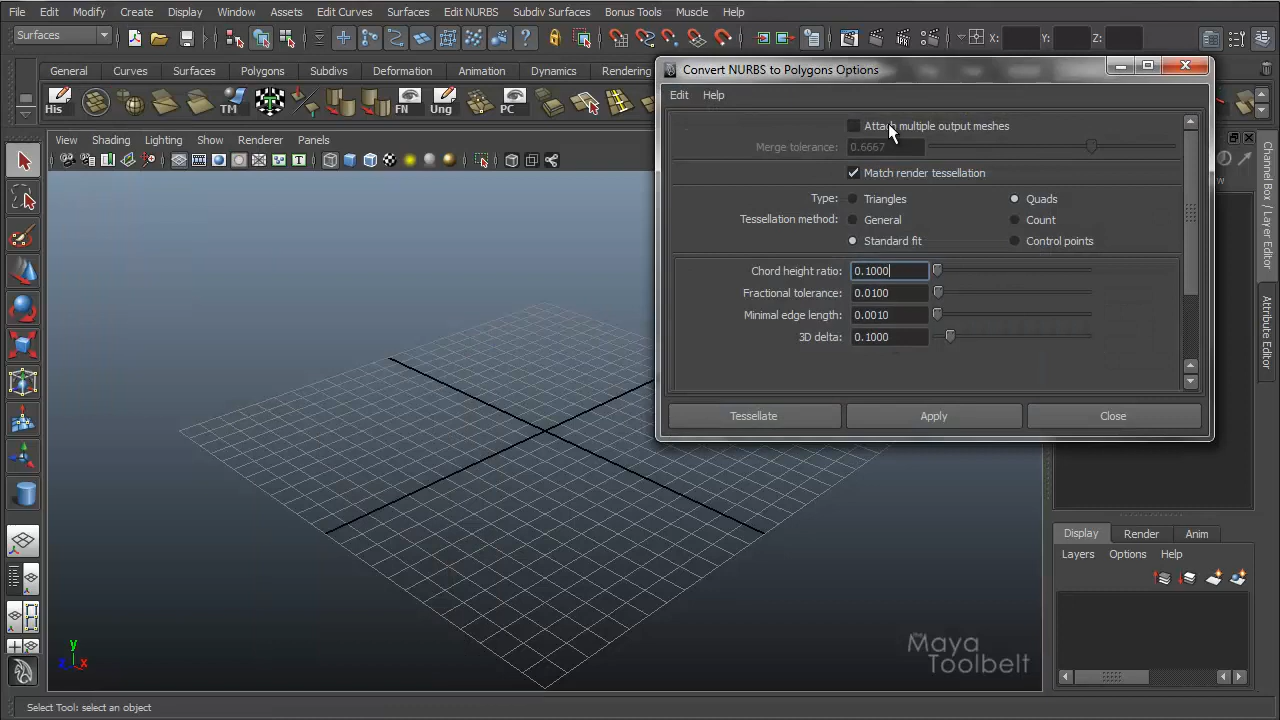 File Edit Modify Create Display Window Assets Edit Curves Surfaces Edit NURBS Subdiv Surfaces Bonus Tools Muscle Help
Surfaces
X: Y: Z:
General Curves Surfaces Polygons Subdivs Deformation Animation Dynamics Rendering
His TM FN Ung PC
View Shading Lighting Show Renderer Panels
Convert NURBS to Polygons Options
Edit Help
Attach multiple output meshes
Merge tolerance: 0.6667
Match render tessellation
Type: Triangles Quads
Tessellation method: General Count
Standard fit Control points
Chord height ratio: 0.1000
Fractional tolerance: 0.0100
Minimal edge length: 0.0010
3D delta: 0.1000
Tessellate Apply Close
Channel Box / Layer Editor
Attribute Editor
Display Render Anim
Layers Options Help
y
z x
the Maya
Toolbelt
Select Tool: select an object